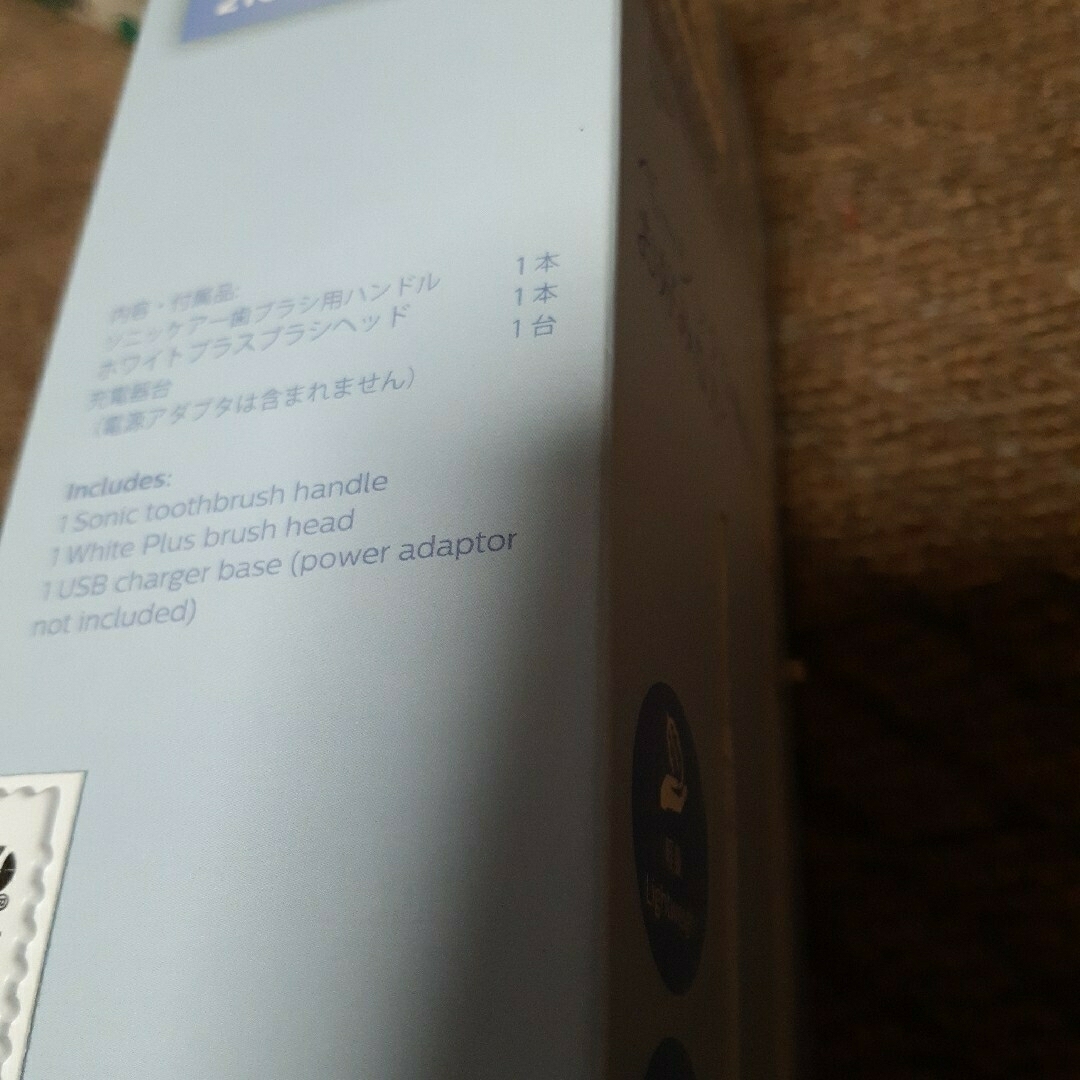 内容・付属品:
ソニッケアー歯ブラシ用ハンドル 1本
ホワイトプラスブラシヘッド 1本
充電器台 1台
（電源アダプタは含まれません）
Includes:
1 Sonic toothbrush handle
1 White Plus brush head
1 USB charger base (power adaptor
not included)